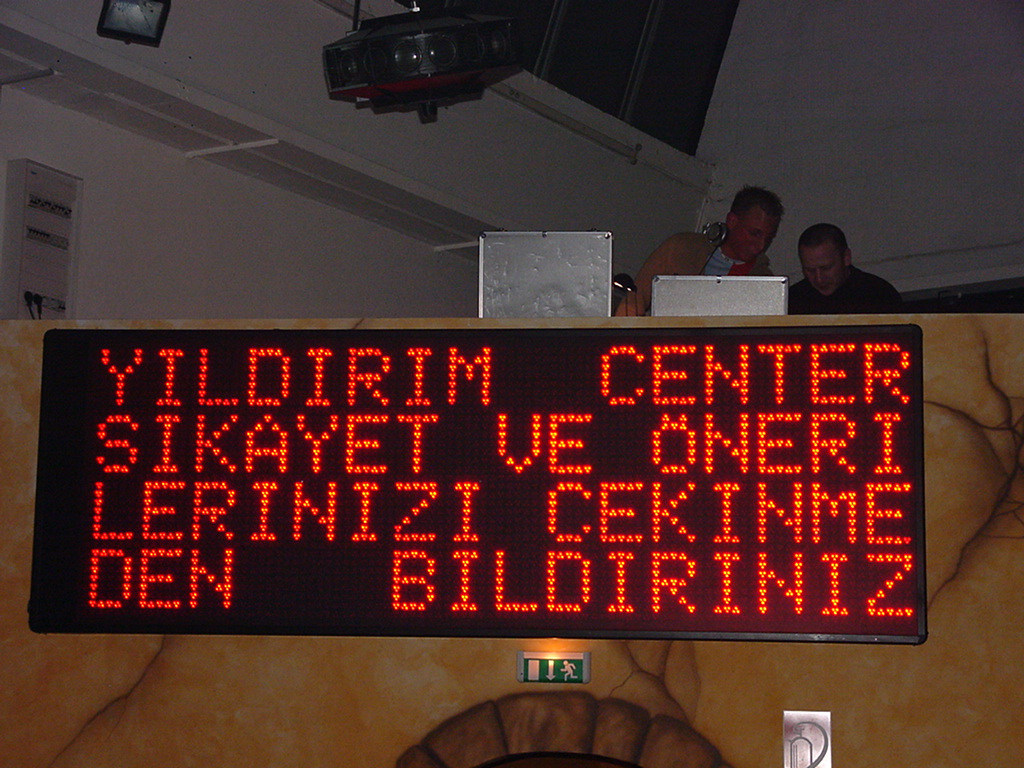 YILDIRIM CENTER
SIKAYET VE ÖNERI
LERINIZI CEKINME
DEN BILDIRINIZ